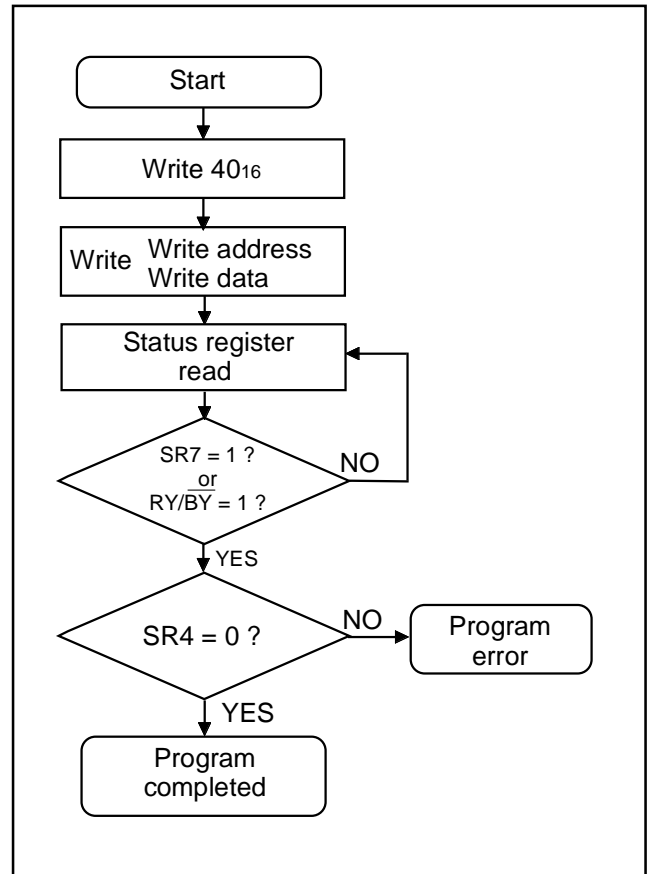 Start
Write 40₁₆
Write
Write address
Write data
Status register
read
SR7 = 1 ?
or
RY/B̅Y̅ = 1 ?
NO
YES
SR4 = 0 ?
NO
Program
error
YES
Program
completed